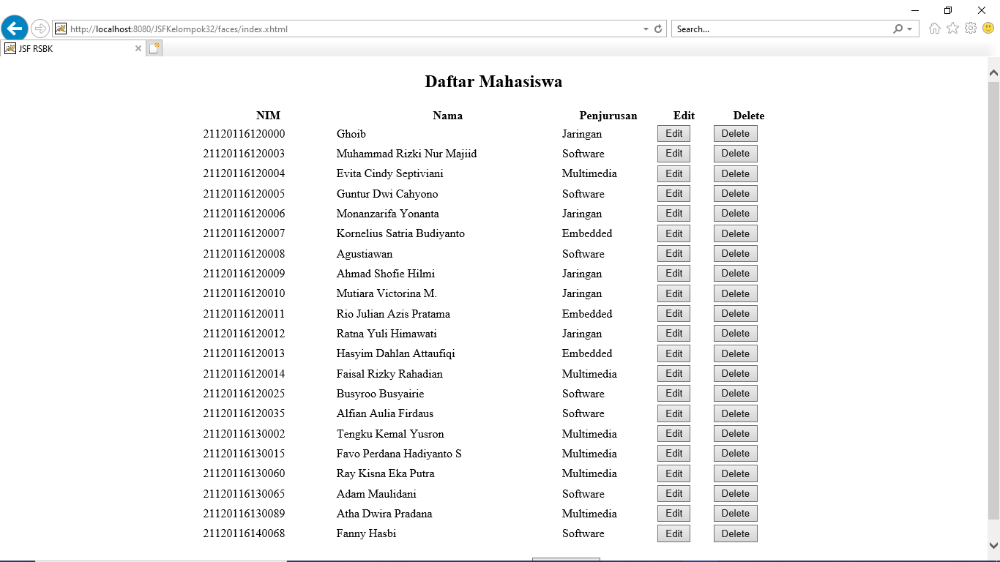 http://localhost:8080/JSFKelompok32/faces/index.xhtml Search...
JSF RSBK
Daftar Mahasiswa
NIM Nama Penjurusan Edit Delete
21120116120000 Ghoib Jaringan Edit Delete
21120116120003 Muhammad Rizki Nur Majiid Software Edit Delete
21120116120004 Evita Cindy Septiviani Multimedia Edit Delete
21120116120005 Guntur Dwi Cahyono Software Edit Delete
21120116120006 Monanzarifa Yonanta Jaringan Edit Delete
21120116120007 Kornelius Satria Budiyanto Embedded Edit Delete
21120116120008 Agustiawan Software Edit Delete
21120116120009 Ahmad Shofie Hilmi Jaringan Edit Delete
21120116120010 Mutiara Victorina M. Jaringan Edit Delete
21120116120011 Rio Julian Azis Pratama Embedded Edit Delete
21120116120012 Ratna Yuli Himawati Jaringan Edit Delete
21120116120013 Hasyim Dahlan Attaufiqi Embedded Edit Delete
21120116120014 Faisal Rizky Rahadian Multimedia Edit Delete
21120116120025 Busyroo Busyairie Software Edit Delete
21120116120035 Alfian Aulia Firdaus Software Edit Delete
21120116130002 Tengku Kemal Yusron Multimedia Edit Delete
21120116130015 Favo Perdana Hadiyanto S Multimedia Edit Delete
21120116130060 Ray Kisna Eka Putra Multimedia Edit Delete
21120116130065 Adam Maulidani Software Edit Delete
21120116130089 Atha Dwira Pradana Multimedia Edit Delete
21120116140068 Fanny Hasbi Software Edit Delete